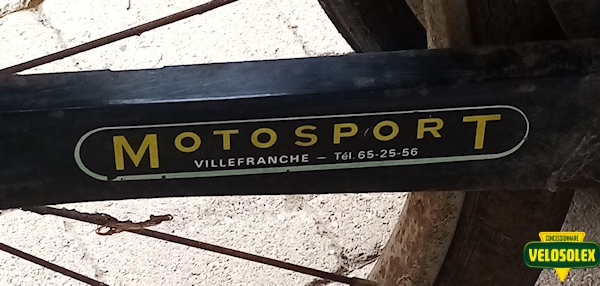 MOTOSPORT
VILLEFRANCHE – Tél. 65-25-56
CONCESSIONNAIRE
VELOSOLEX